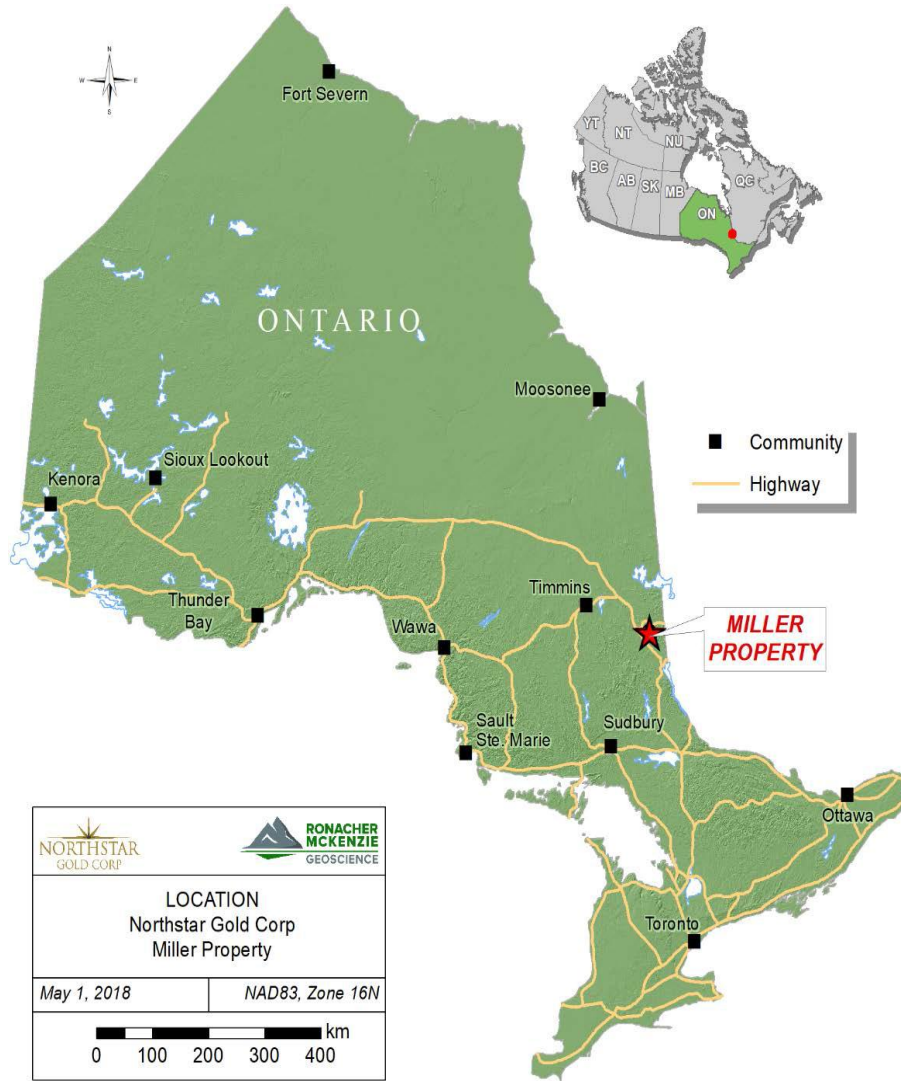 N
W
E
S
Fort Severn
YT
NT
NU
BC
AB
SK
MB
QC
ON
ONTARIO
Moosonee
Community
Highway
Sioux Lookout
Kenora
Thunder
Bay
Timmins
Wawa
MILLER
PROPERTY
Sault
Ste. Marie
Sudbury
Ottawa
Toronto
NORTHSTAR
GOLD CORP
RONACHER
MCKENZIE
GEOSCIENCE
LOCATION
Northstar Gold Corp
Miller Property
May 1, 2018
NAD83, Zone 16N
km
0 100 200 300 400